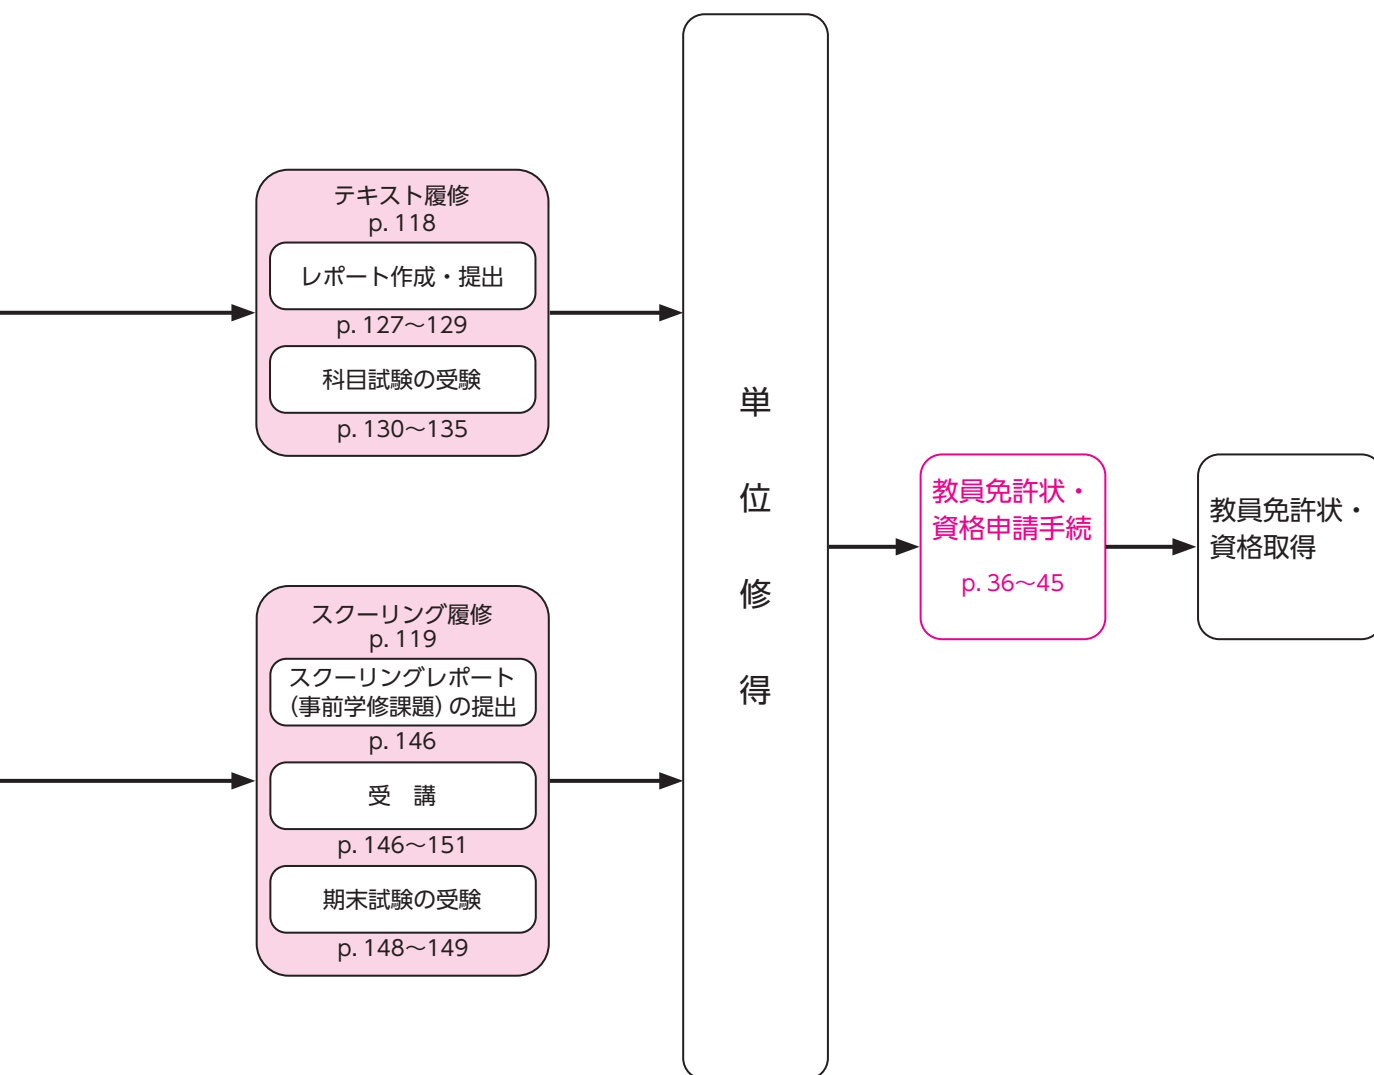 テキスト履修
p. 118
レポート作成・提出
p. 127～129
科目試験の受験
p. 130～135
スクーリング履修
p. 119
スクーリングレポート
(事前学修課題)の提出
p. 146
受　講
p. 146～151
期末試験の受験
p. 148～149
単位修得
教員免許状・
資格申請手続
p. 36～45
教員免許状・
資格取得